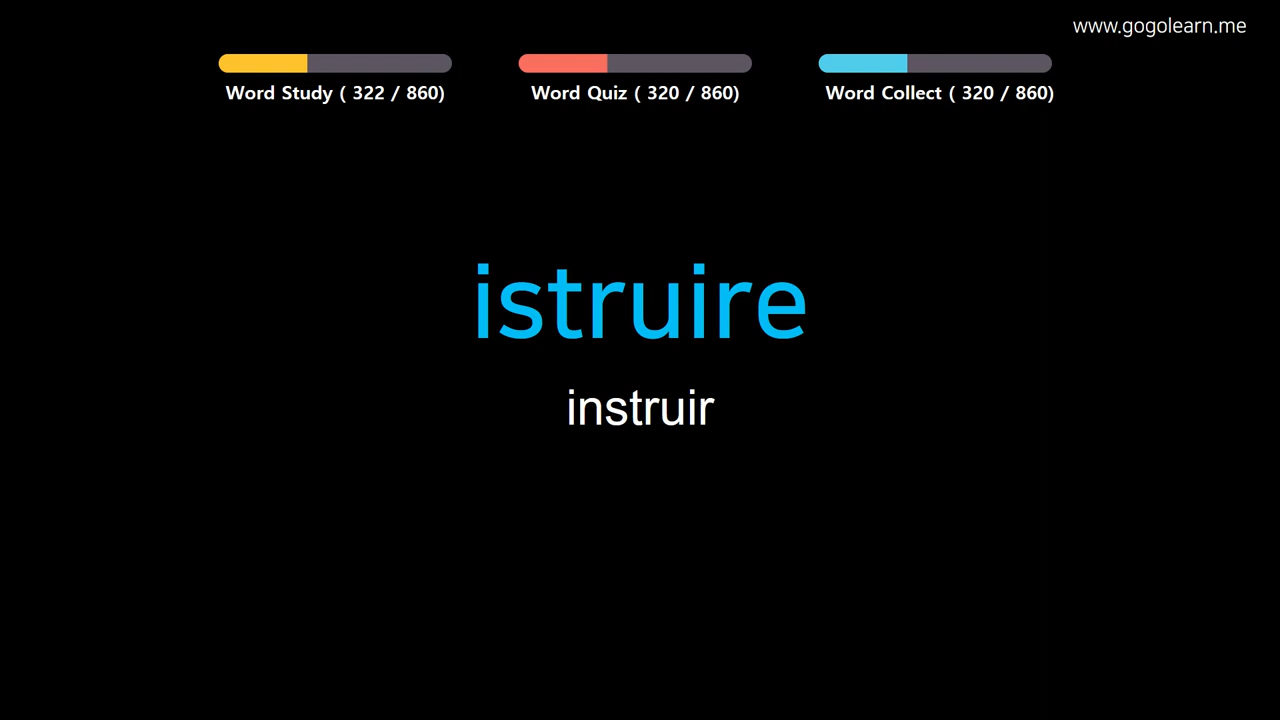 www.gogolearn.me
Word Study ( 322 / 860)
Word Quiz ( 320 / 860)
Word Collect ( 320 / 860)
istruire
instruir